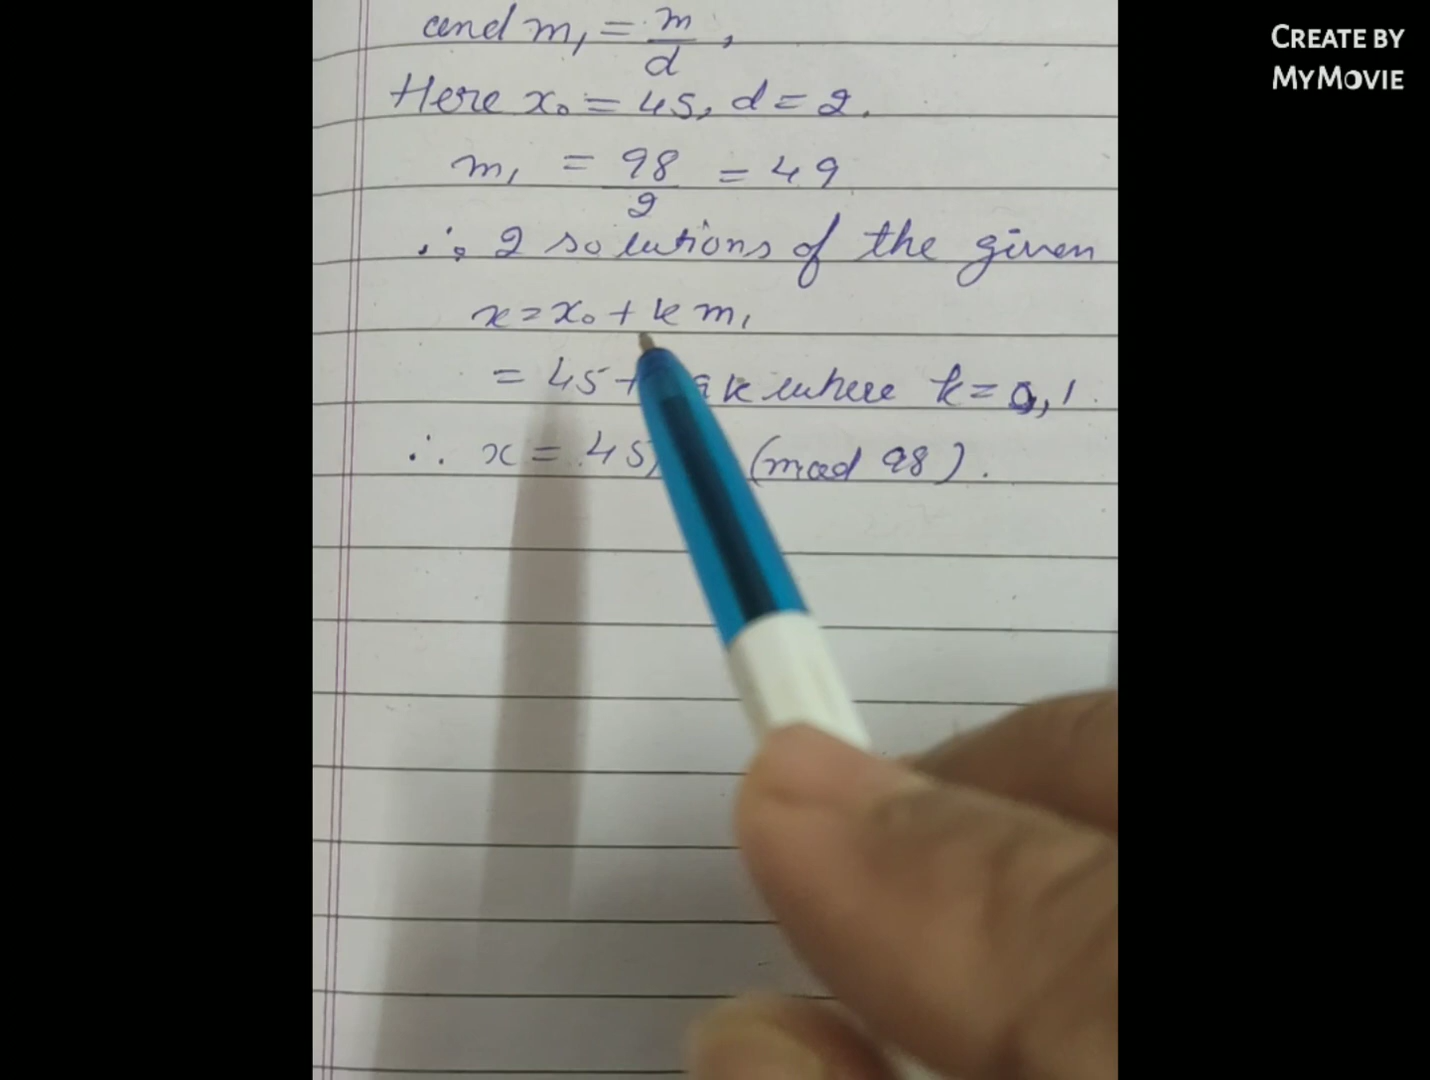 and m₁ = m/d,
Here x₀ = 45, d = 2.
m₁ = 98/2 = 49
∴ 2 solutions of the given
x = x₀ + k m₁
= 45 + 9k where k = 0, 1.
∴ x = 45, (mod 98).
CREATE BY
MYMOVIE